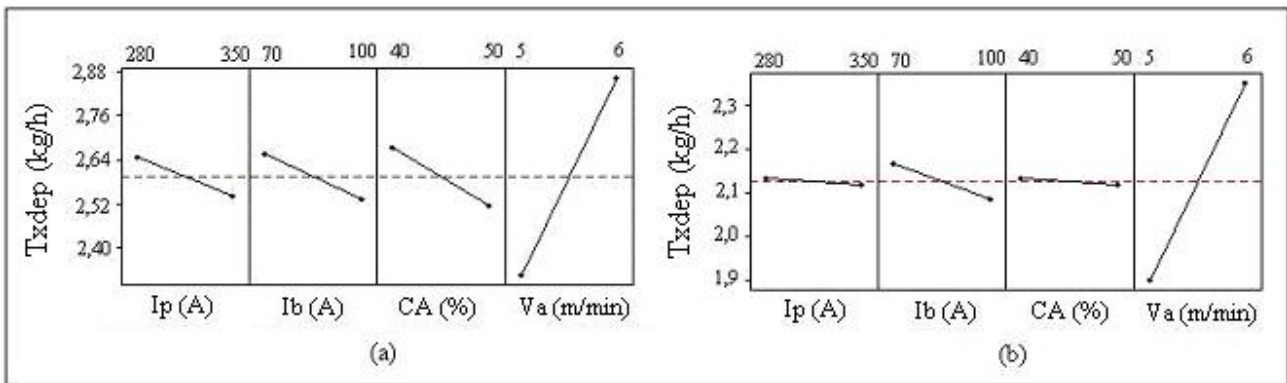 280 350 70 100 40 50 5 6
2,88
2,76
2,64
2,52
2,40
Txdep (kg/h)
Ip (A) Ib (A) CA (%) Va (m/min)
(a)
280 350 70 100 40 50 5 6
2,3
2,2
2,1
2,0
1,9
Txdep (kg/h)
Ip (A) Ib (A) CA (%) Va (m/min)
(b)